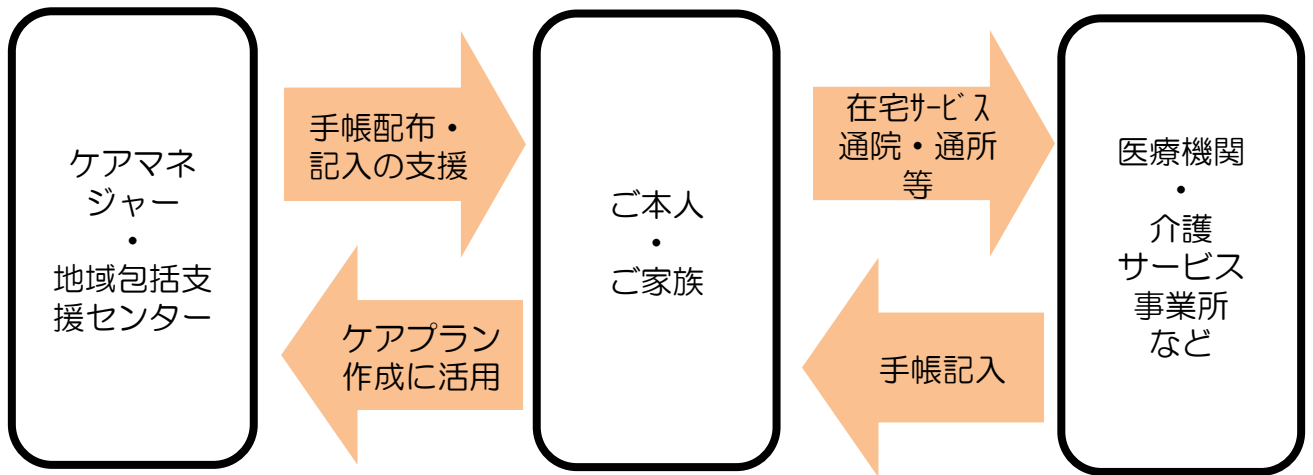 ケアマネ
ジャー
・
地域包括支
援センター
手帳配布・
記入の支援
ケアプラン
作成に活用
ご本人
・
ご家族
在宅ｻｰﾋﾞｽ
通院・通所
等
手帳記入
医療機関
・
介護
サービス
事業所
など